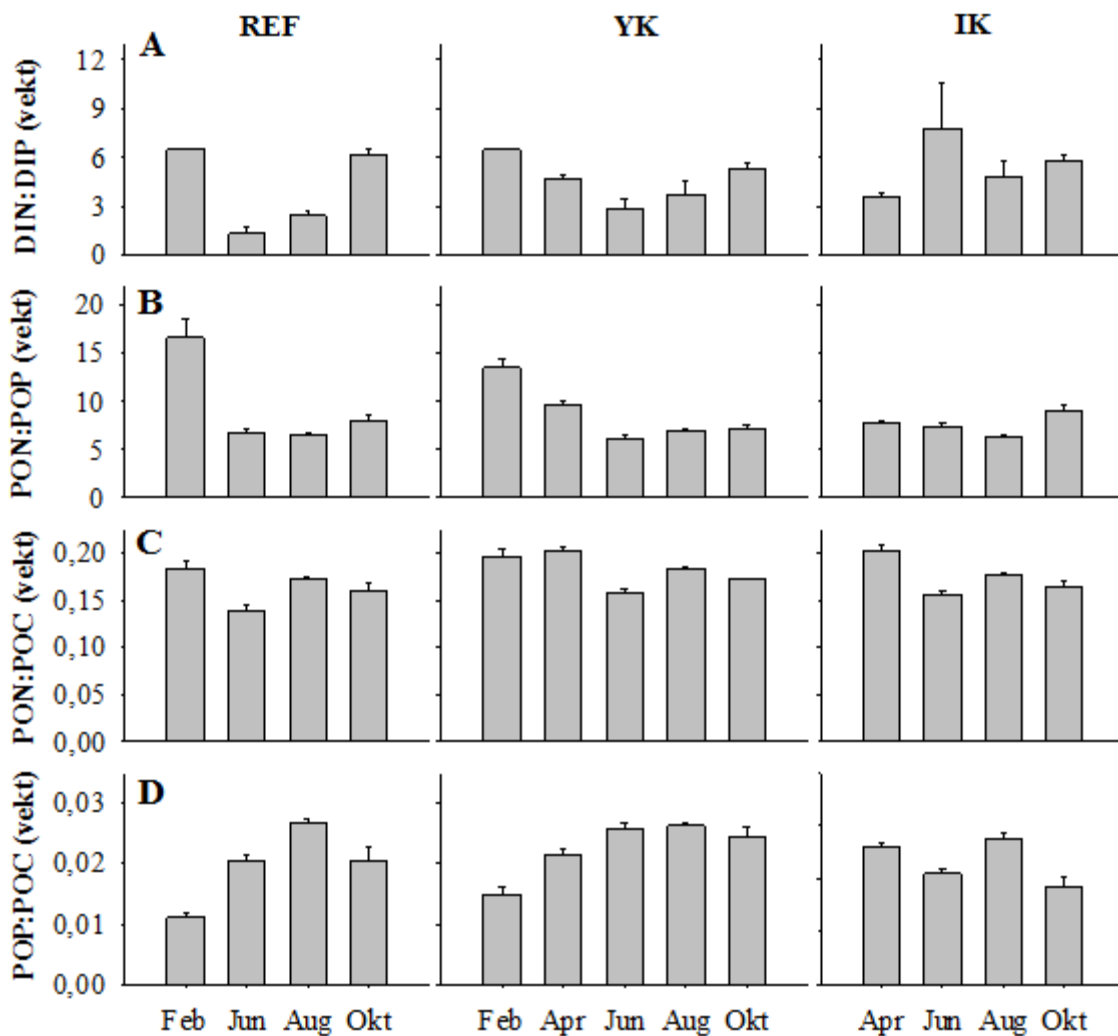 REF YK IK
A
DIN:DIP (vekt)
12
9
6
3
0
B
PON:POP (vekt)
20
15
10
5
0
C
PON:POC (vekt)
0,20
0,15
0,10
0,05
0,00
D
POP:POC (vekt)
0,03
0,02
0,01
0,00
Feb Jun Aug Okt Feb Apr Jun Aug Okt Apr Jun Aug Okt